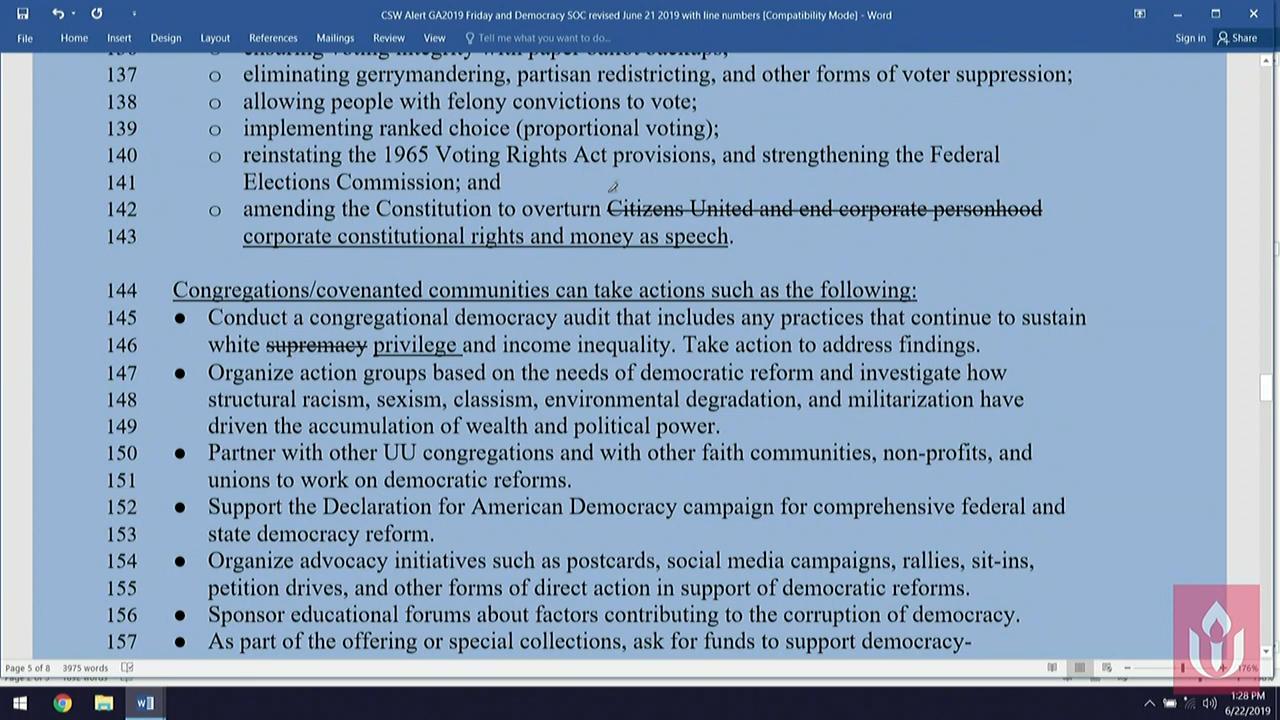 CSW Alert GA2019 Friday and Democracy SOC revised June 21 2019 with line numbers [Compatibility Mode] - Word
File Home Insert Design Layout References Mailings Review View Tell me what you want to do... Sign in Share
136 o ensuring voting integrity with paper ballot backups;
137 o eliminating gerrymandering, partisan redistricting, and other forms of voter suppression;
138 o allowing people with felony convictions to vote;
139 o implementing ranked choice (proportional voting);
140 o reinstating the 1965 Voting Rights Act provisions, and strengthening the Federal
141 Elections Commission; and
142 o amending the Constitution to overturn Citizens United and end corporate personhood
143 corporate constitutional rights and money as speech.
144 Congregations/covenanted communities can take actions such as the following:
145 ● Conduct a congregational democracy audit that includes any practices that continue to sustain
146 white supremacy privilege and income inequality. Take action to address findings.
147 ● Organize action groups based on the needs of democratic reform and investigate how
148 structural racism, sexism, classism, environmental degradation, and militarization have
149 driven the accumulation of wealth and political power.
150 ● Partner with other UU congregations and with other faith communities, non-profits, and
151 unions to work on democratic reforms.
152 ● Support the Declaration for American Democracy campaign for comprehensive federal and
153 state democracy reform.
154 ● Organize advocacy initiatives such as postcards, social media campaigns, rallies, sit-ins,
155 petition drives, and other forms of direct action in support of democratic reforms.
156 ● Sponsor educational forums about factors contributing to the corruption of democracy.
157 ● As part of the offering or special collections, ask for funds to support democracy-
Page 5 of 8 3975 words 176%
1:28 PM
6/22/2019